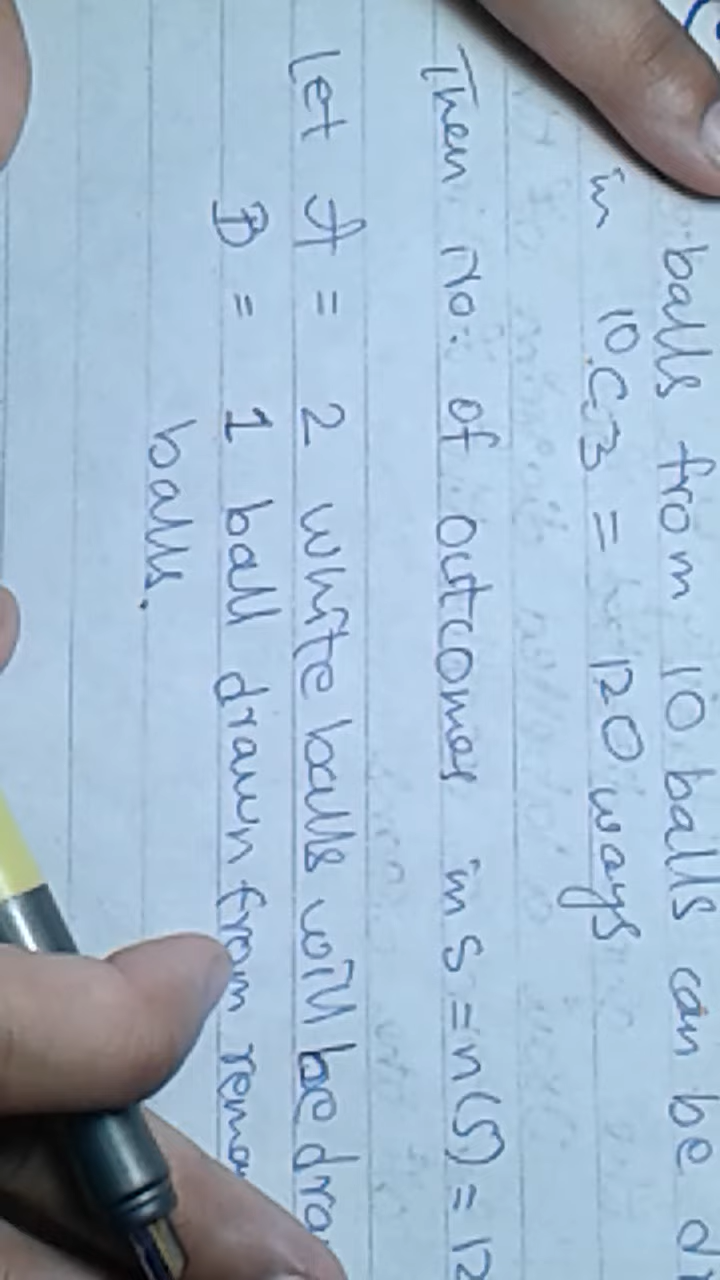 balls from 10 balls can be
in 10C3 = 120 ways
Then No: of outcomes in S = n(S) = 12
Let A = 2 white balls will be
B = 1 ball drawn from
balls.